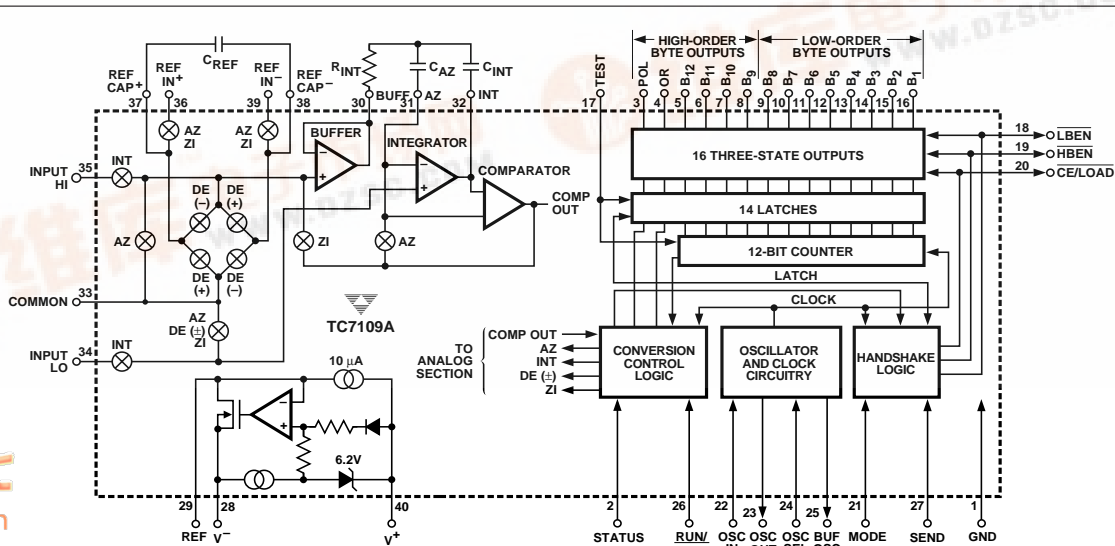 HIGH-ORDER BYTE OUTPUTS
LOW-ORDER BYTE OUTPUTS
TEST
POL
OR
B12
B11
B10
B9
B8
B7
B6
B5
B4
B3
B2
B1
17
3
4
5
6
7
8
9
10
11
12
13
14
15
16
REF CAP+
CREF
REF IN+
REF IN–
REF CAP–
RINT
CAZ
CINT
37
36
39
38
30
BUFF
31
AZ
32
INT
AZ
ZI
AZ
ZI
BUFFER
INTEGRATOR
COMPARATOR
–
+
–
+
COMP OUT
INPUT HI
35
INT
DE (–)
DE (+)
AZ
DE (+)
DE (–)
ZI
AZ
COMMON
33
AZ
DE (±)
ZI
INPUT LO
34
INT
TC7109A
16 THREE-STATE OUTPUTS
18
LBEN
19
HBEN
20
CE/LOAD
14 LATCHES
12-BIT COUNTER
LATCH
CLOCK
TO ANALOG SECTION
COMP OUT
AZ
INT
DE (±)
ZI
CONVERSION CONTROL LOGIC
OSCILLATOR AND CLOCK CIRCUITRY
HANDSHAKE LOGIC
10 µA
–
+
6.2V
29
28
40
REF
V–
V+
2
26
22
23
24
25
21
27
1
STATUS
RUN/
OSC
OSC
OSC
BUF
MODE
SEND
GND